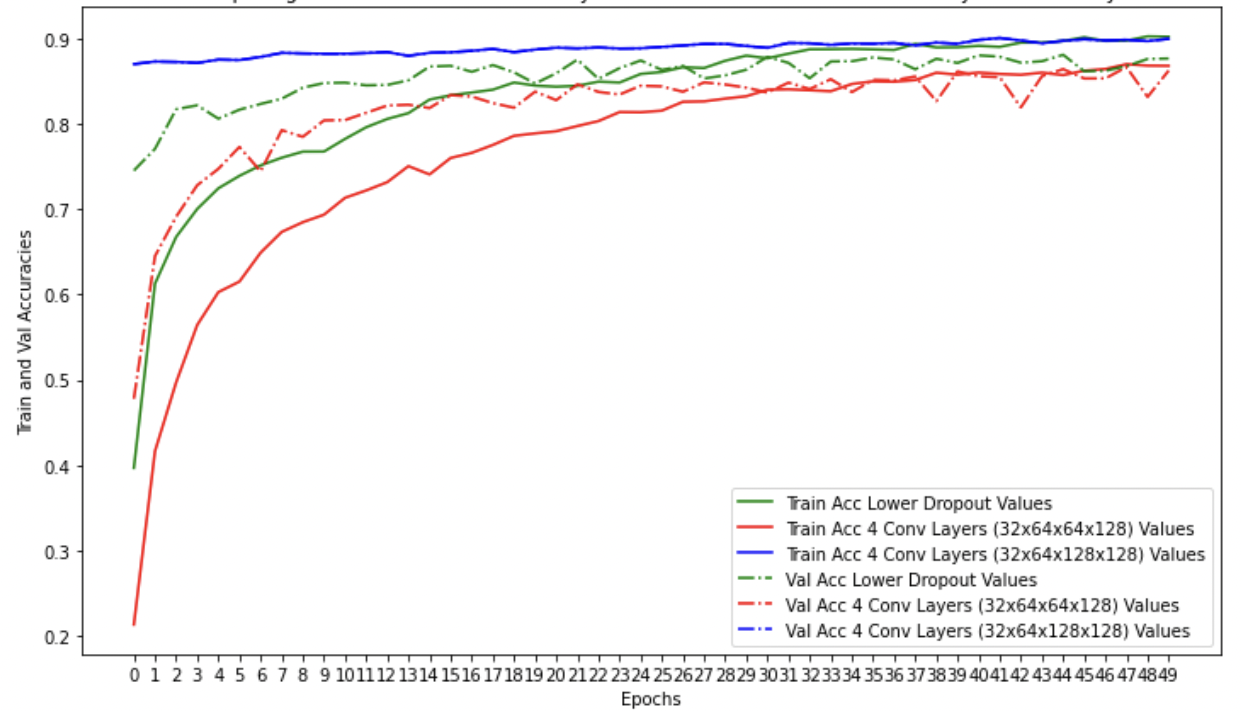 0.9
0.8
0.7
0.6
0.5
0.4
0.3
0.2
Train and Val Accuracies
Train Acc Lower Dropout Values
Train Acc 4 Conv Layers (32x64x64x128) Values
Train Acc 4 Conv Layers (32x64x128x128) Values
Val Acc Lower Dropout Values
Val Acc 4 Conv Layers (32x64x64x128) Values
Val Acc 4 Conv Layers (32x64x128x128) Values
0 1 2 3 4 5 6 7 8 9 10 11 12 13 14 15 16 17 18 19 20 21 22 23 24 25 26 27 28 29 30 31 32 33 34 35 36 37 38 39 40 41 42 43 44 45 46 47 48 49
Epochs